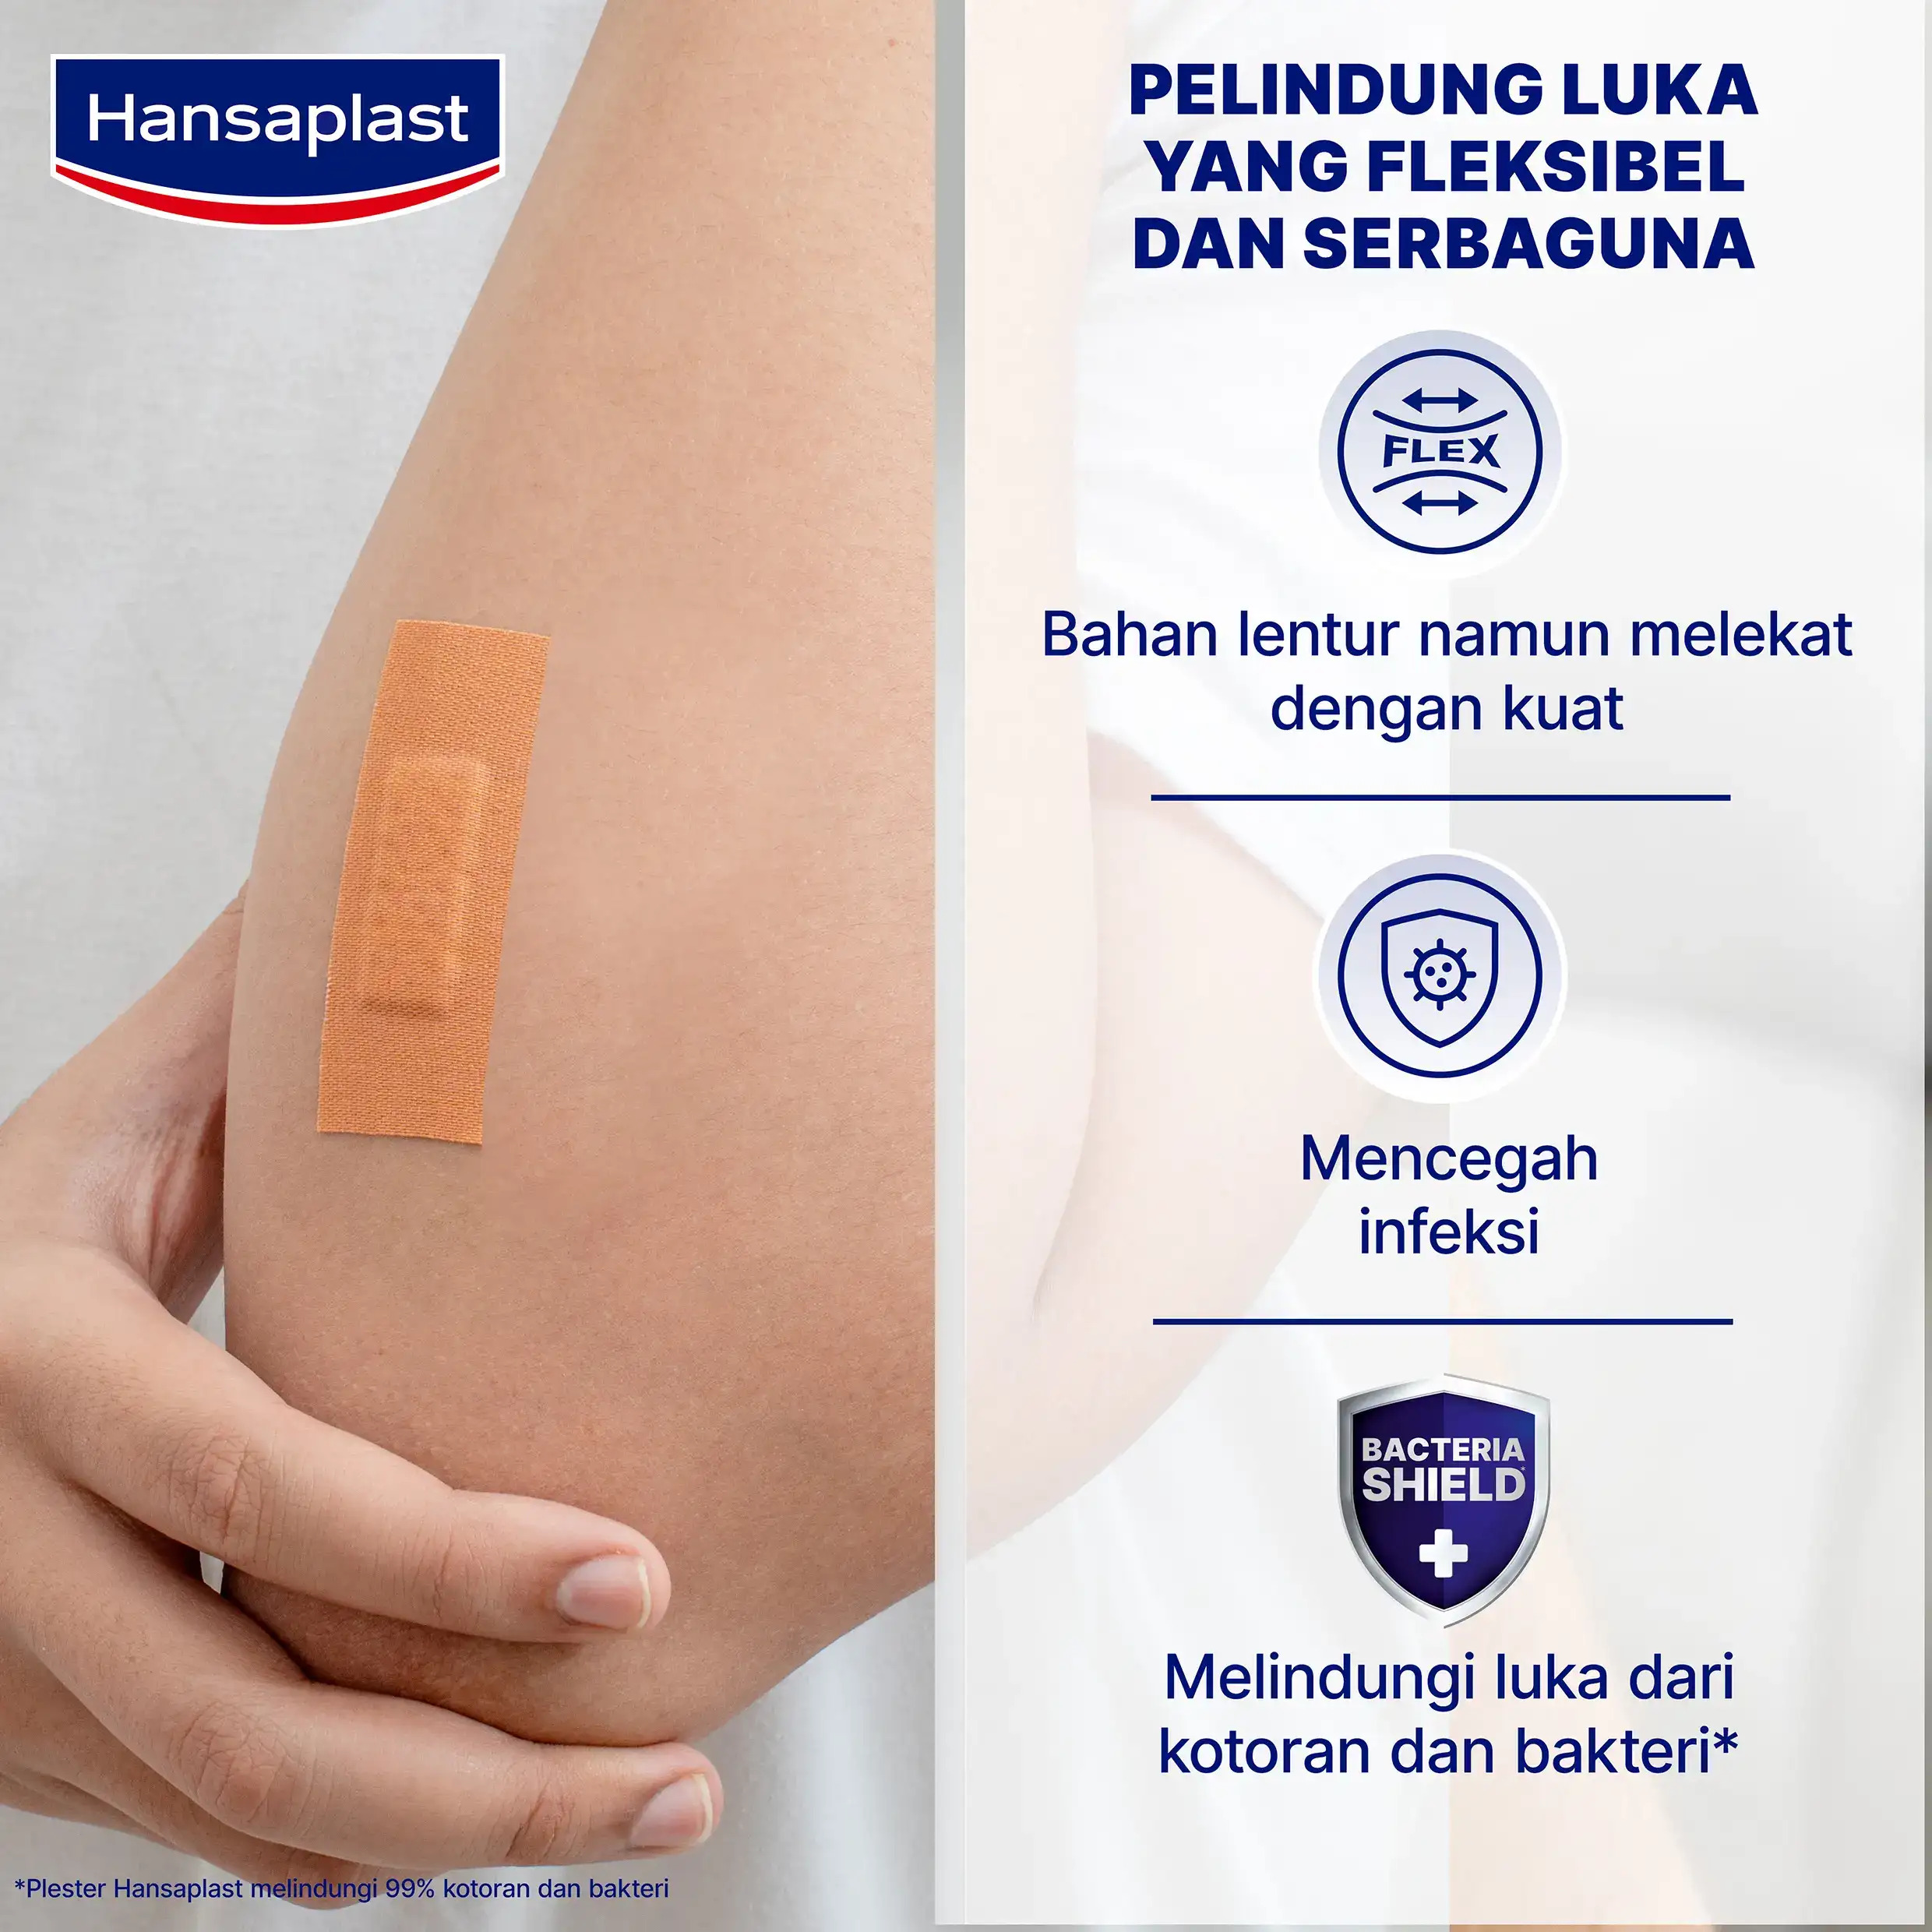 Hansaplast
PELINDUNG LUKA
YANG FLEKSIBEL
DAN SERBAGUNA
FLEX
Bahan lentur namun melekat
dengan kuat
Mencegah
infeksi
BACTERIA
SHIELD*
Melindungi luka dari
kotoran dan bakteri*
*Plester Hansaplast melindungi 99% kotoran dan bakteri